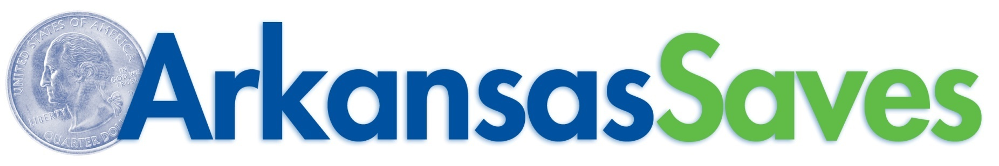 UNITED STATES OF AMERICA
IN
GOD WE
TRUST
LIBERTY
QUARTER DOL
ArkansasSaves